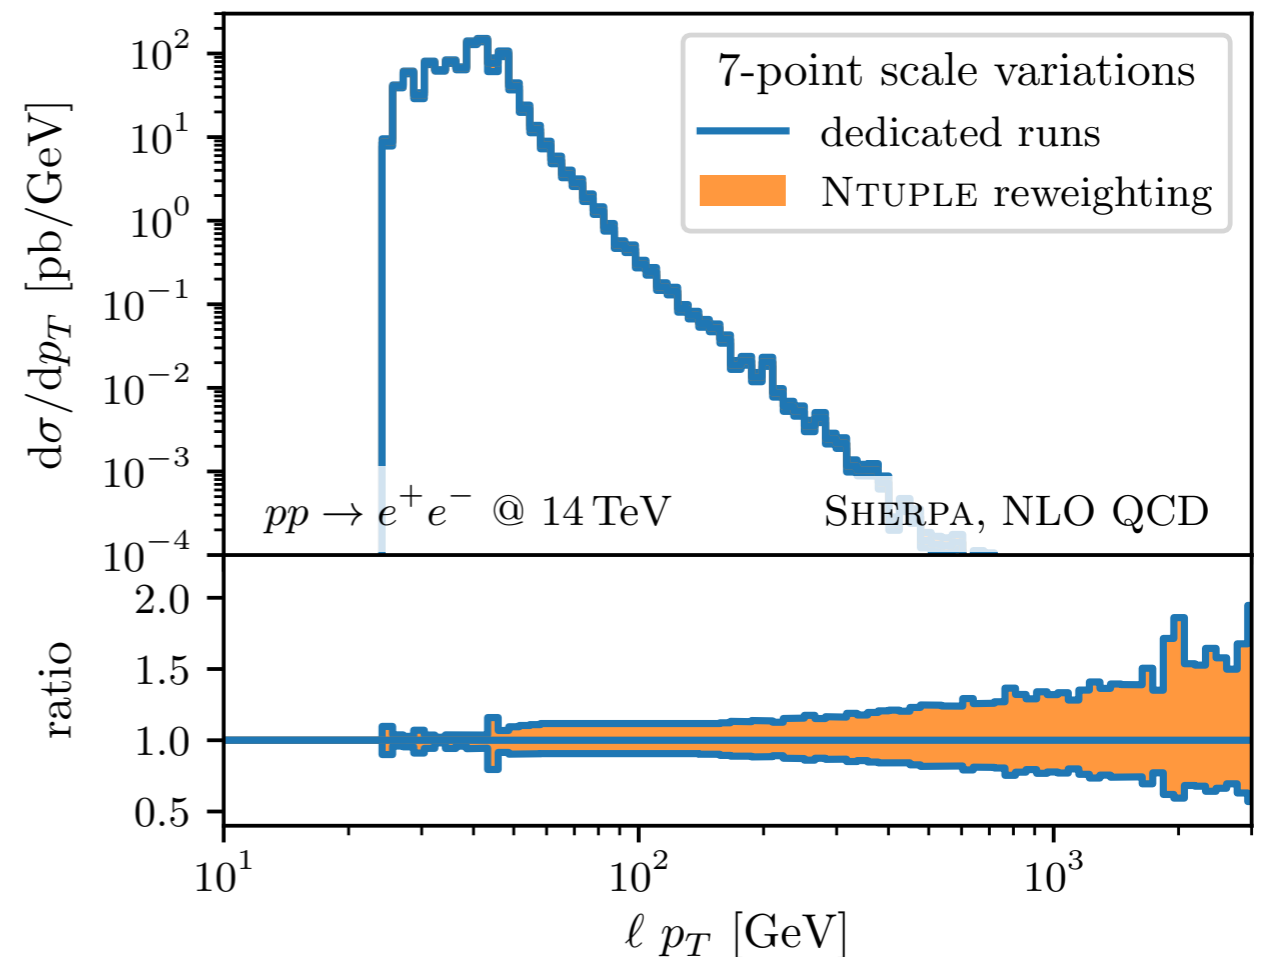 7-point scale variations
dedicated runs
NTUPLE reweighting
dσ/dp_T [pb/GeV]
10^2
10^1
10^0
10^−1
10^−2
10^−3
10^−4
pp → e^+ e^− @ 14 TeV
SHERPA, NLO QCD
ratio
2.0
1.5
1.0
0.5
10^1
10^2
10^3
ℓ p_T [GeV]